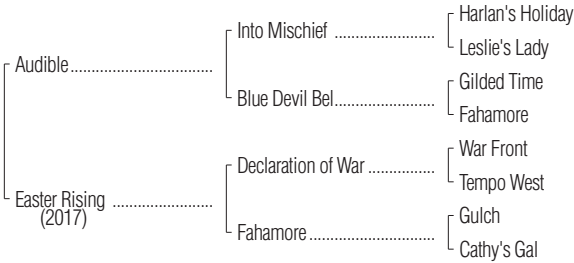 Harlan's Holiday
Into Mischief ......................
Leslie's Lady
Audible...............................
Gilded Time
Blue Devil Bel......................
Fahamore
War Front
Declaration of War ..............
Tempo West
Easter Rising ......................
(2017)
Gulch
Fahamore...........................
Cathy's Gal